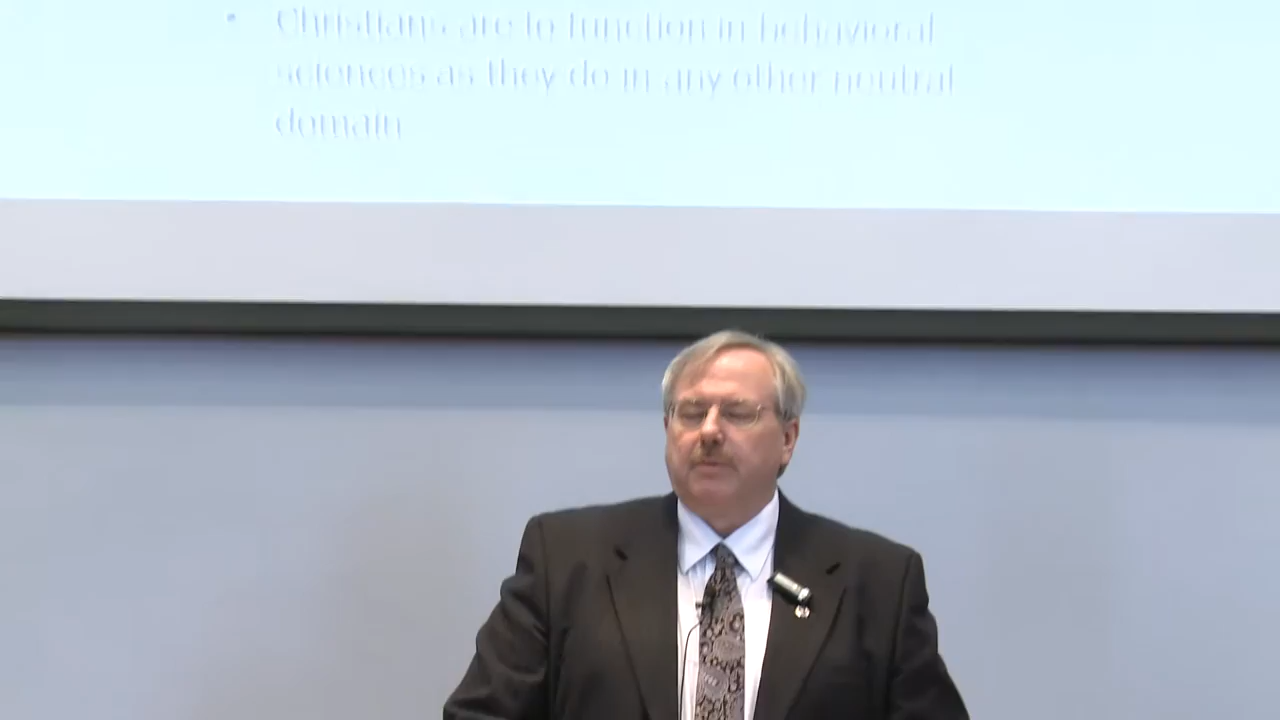 • Christians are to function in behavioral
sciences as they do in any other neutral
domain